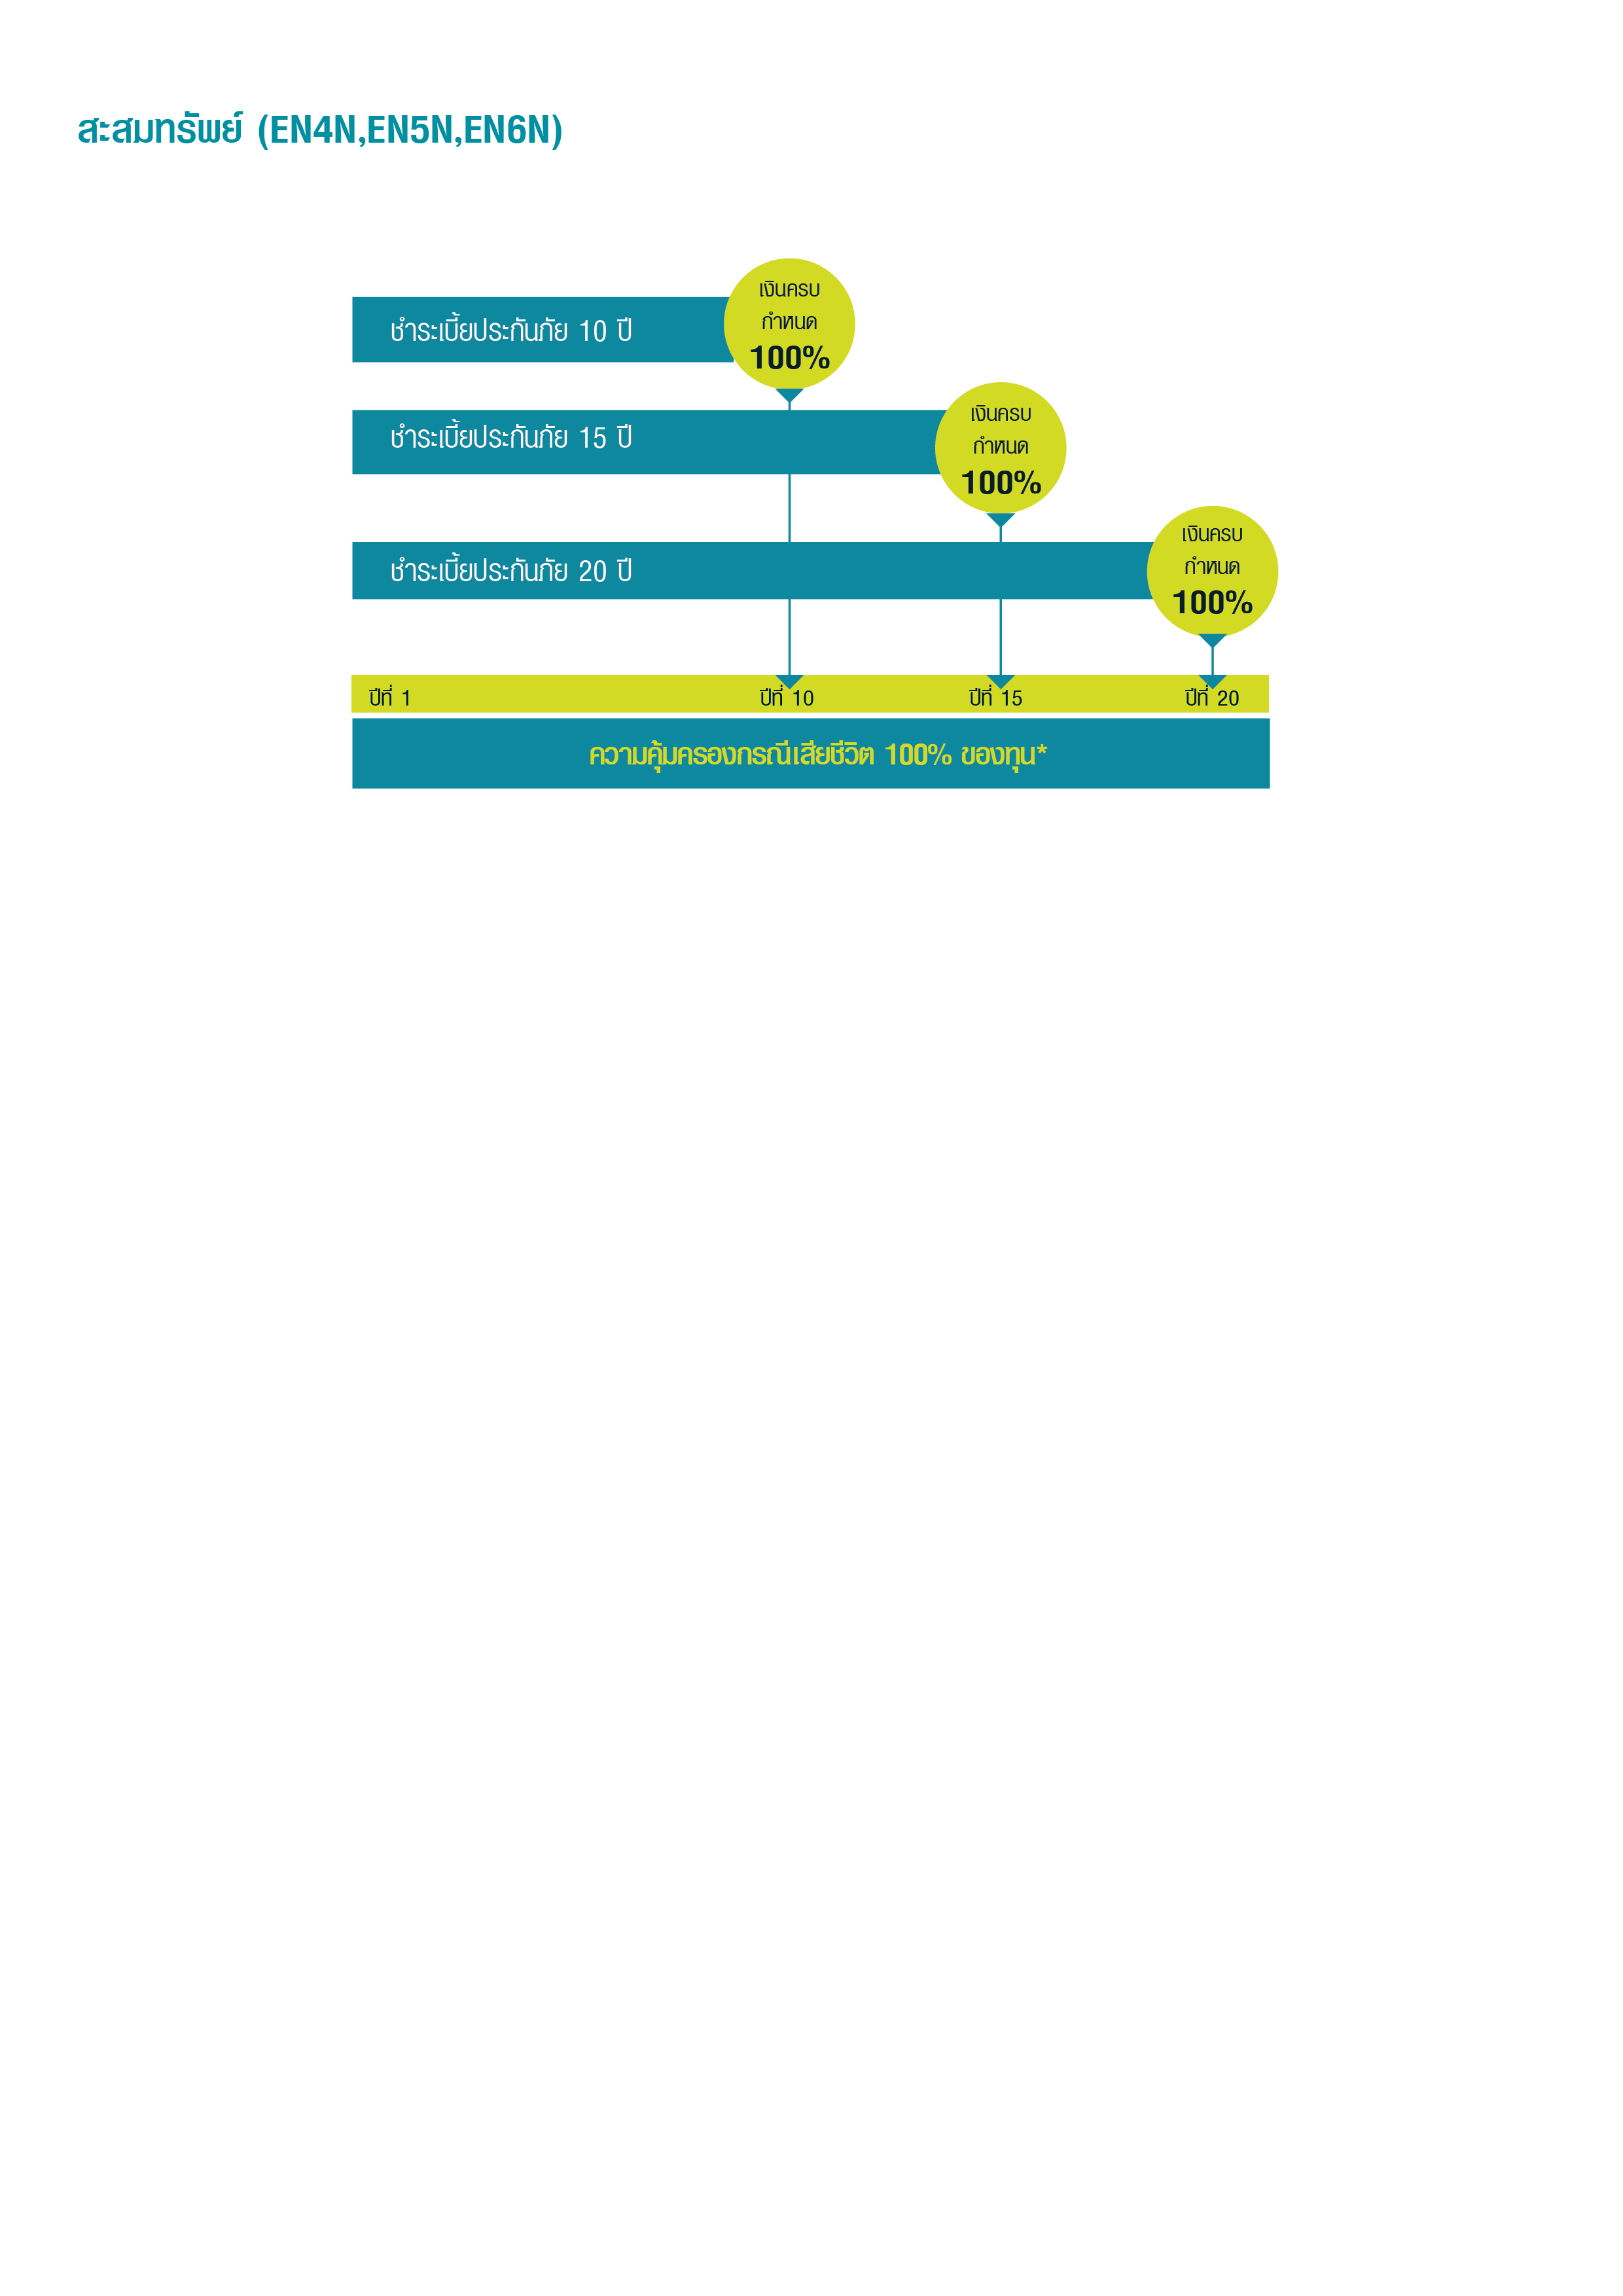 สะสมทรัพย์ (EN4N,EN5N,EN6N)
เงินครบ
กำหนด
100%
ชำระเบี้ยประกันภัย 10 ปี
เงินครบ
กำหนด
100%
ชำระเบี้ยประกันภัย 15 ปี
เงินครบ
กำหนด
100%
ชำระเบี้ยประกันภัย 20 ปี
ปีที่ 1 ปีที่ 10 ปีที่ 15 ปีที่ 20
ความคุ้มครองกรณีเสียชีวิต 100% ของทุน*